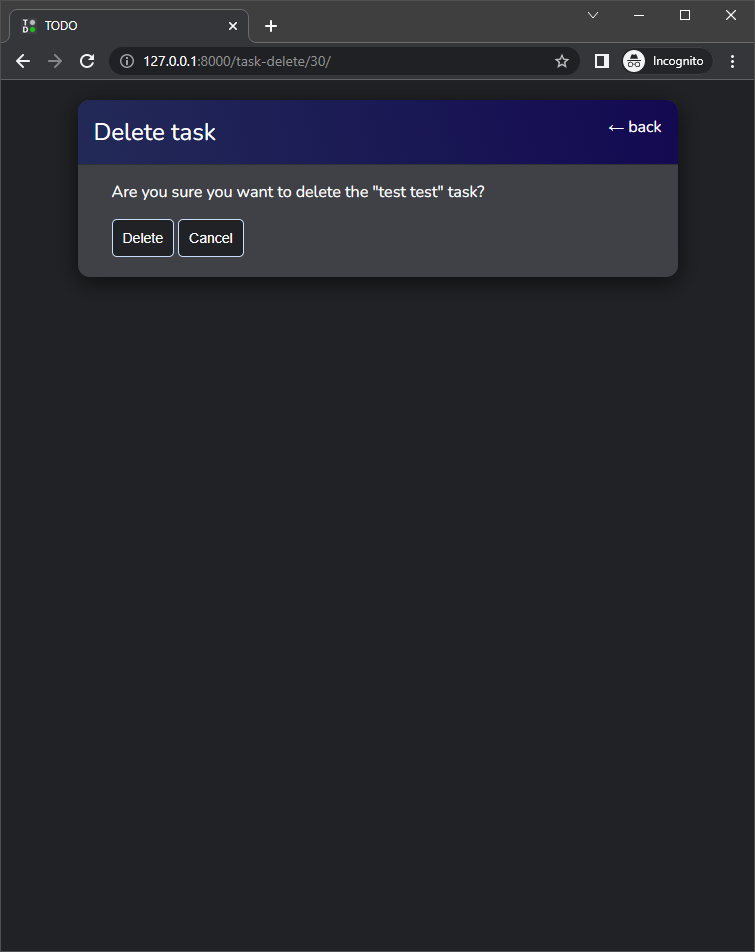 TODO
127.0.0.1:8000/task-delete/30/
Incognito
Delete task
← back
Are you sure you want to delete the "test test" task?
Delete Cancel